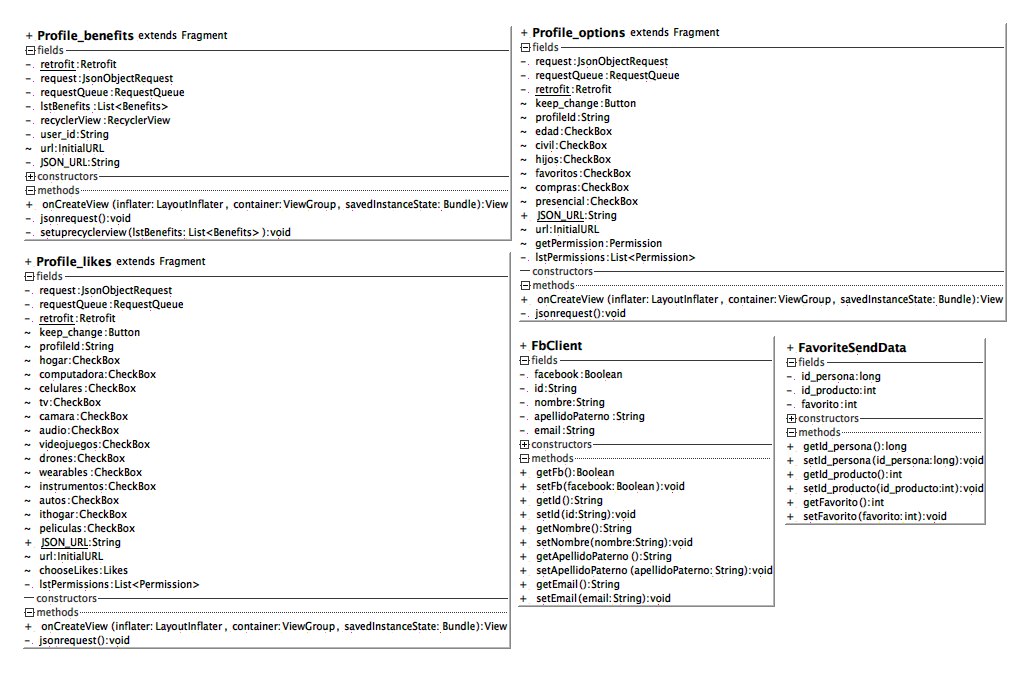 + Profile_benefits extends Fragment
fields
- retrofit:Retrofit
- request:JsonObjectRequest
- requestQueue:RequestQueue
- lstBenefits:List<Benefits>
- recyclerView:RecyclerView
- user_id:String
~ url:InitialURL
- JSON_URL:String
constructors
methods
+ onCreateView (inflater: LayoutInflater, container:ViewGroup, savedInstanceState: Bundle):View
- jsonrequest():void
- setuprecyclerview(lstBenefits: List<Benefits>):void
+ Profile_likes extends Fragment
fields
- request:JsonObjectRequest
- requestQueue:RequestQueue
- retrofit:Retrofit
~ keep_change:Button
~ profileId:String
~ hogar:CheckBox
~ computadora:CheckBox
~ celulares:CheckBox
~ tv:CheckBox
~ camara:CheckBox
~ audio:CheckBox
~ videojuegos:CheckBox
~ drones:CheckBox
~ wearables:CheckBox
~ instrumentos:CheckBox
~ autos:CheckBox
~ ithogar:CheckBox
~ peliculas:CheckBox
+ JSON_URL:String
~ url:InitialURL
~ chooseLikes:Likes
- lstPermissions:List<Permission>
constructors
methods
+ onCreateView (inflater: LayoutInflater, container:ViewGroup, savedInstanceState: Bundle):View
- jsonrequest():void
+ Profile_options extends Fragment
fields
- request:JsonObjectRequest
- requestQueue:RequestQueue
- retrofit:Retrofit
~ keep_change:Button
~ profileId:String
~ edad:CheckBox
~ civil:CheckBox
~ hijos:CheckBox
~ favoritos:CheckBox
~ compras:CheckBox
~ presencial:CheckBox
+ JSON_URL:String
~ url:InitialURL
~ getPermission:Permission
- lstPermissions:List<Permission>
constructors
methods
+ onCreateView (inflater: LayoutInflater, container:ViewGroup, savedInstanceState: Bundle):View
- jsonrequest():void
+ FbClient
fields
- facebook:Boolean
- id:String
- nombre:String
- apellidoPaterno:String
- email:String
constructors
methods
+ getFb():Boolean
+ setFb(facebook:Boolean):void
+ getId():String
+ setId(id:String):void
+ getNombre():String
+ setNombre(nombre:String):void
+ getApellidoPaterno():String
+ setApellidoPaterno(apellidoPaterno: String):void
+ getEmail():String
+ setEmail(email:String):void
+ FavoriteSendData
fields
- id_persona:long
- id_producto:int
- favorito:int
constructors
methods
+ getId_persona():long
+ setId_persona(id_persona:long):void
+ getId_producto():int
+ setId_producto(id_producto:int):void
+ getFavorito():int
+ setFavorito(favorito:int):void